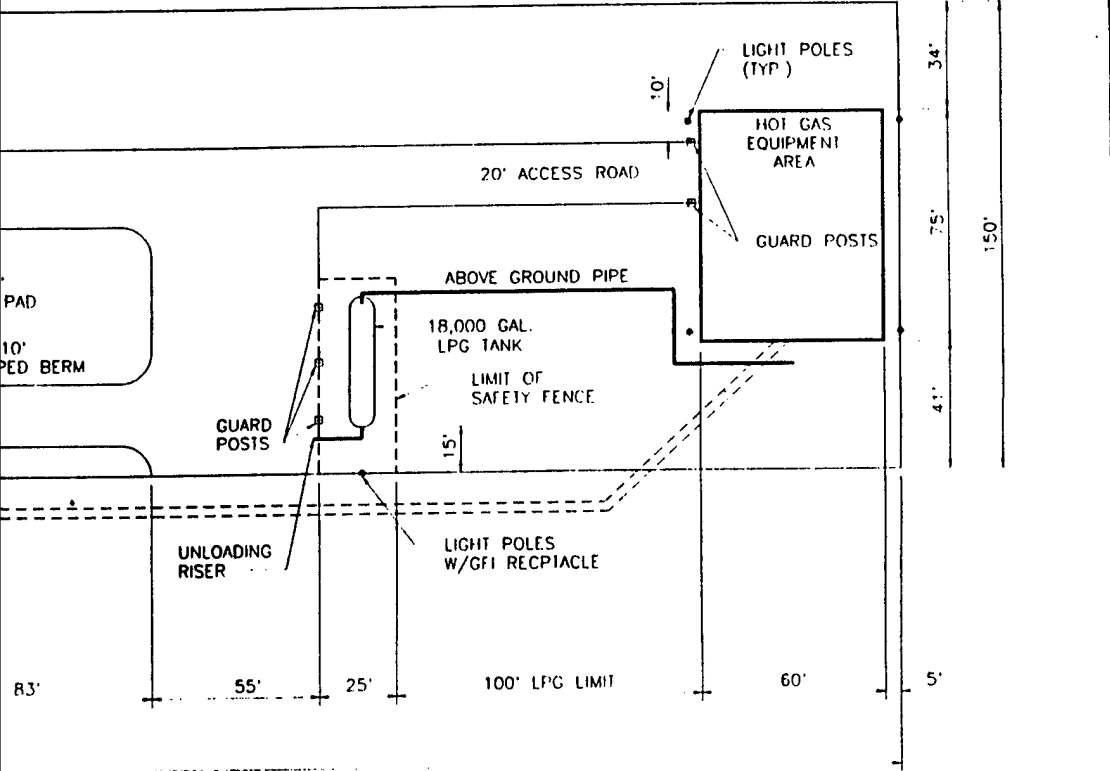 LIGHT POLES
(TYP.)
34'
10'
HOT GAS
EQUIPMENT
AREA
20' ACCESS ROAD
75'
150'
GUARD POSTS
ABOVE GROUND PIPE
PAD
18,000 GAL.
LPG TANK
10'
PED BERM
LIMIT OF
SAFETY FENCE
41'
GUARD
POSTS
15'
UNLOADING
RISER
LIGHT POLES
W/GFI RECPTACLE
83'
55'
25'
100' LPG LIMIT
60'
5'